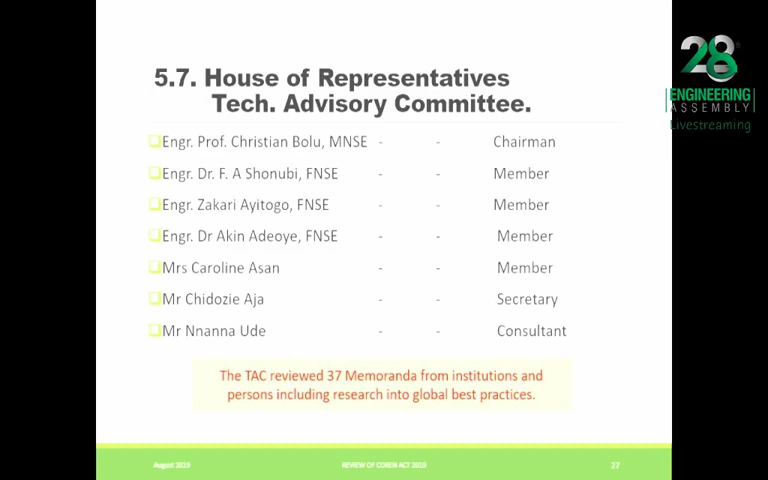 28
ENGINEERING
ASSEMBLY
Livestreaming
5.7. House of Representatives
Tech. Advisory Committee.
Engr. Prof. Christian Bolu, MNSE - - Chairman
Engr. Dr. F. A Shonubi, FNSE - - Member
Engr. Zakari Ayitogo, FNSE - - Member
Engr. Dr Akin Adeoye, FNSE - - Member
Mrs Caroline Asan - - Member
Mr Chidozie Aja - - Secretary
Mr Nnanna Ude - - Consultant
The TAC reviewed 37 Memoranda from institutions and
persons including research into global best practices.
August 2019 REVIEW OF COREN ACT 2019 27